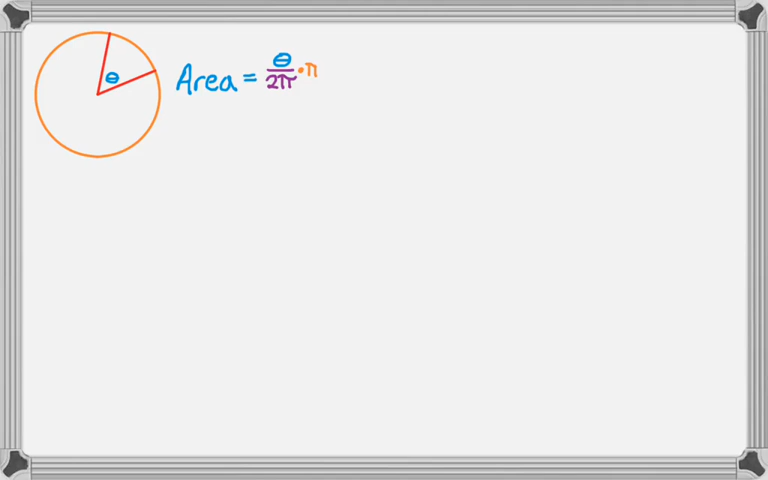 θ
Area = θ/2π · π